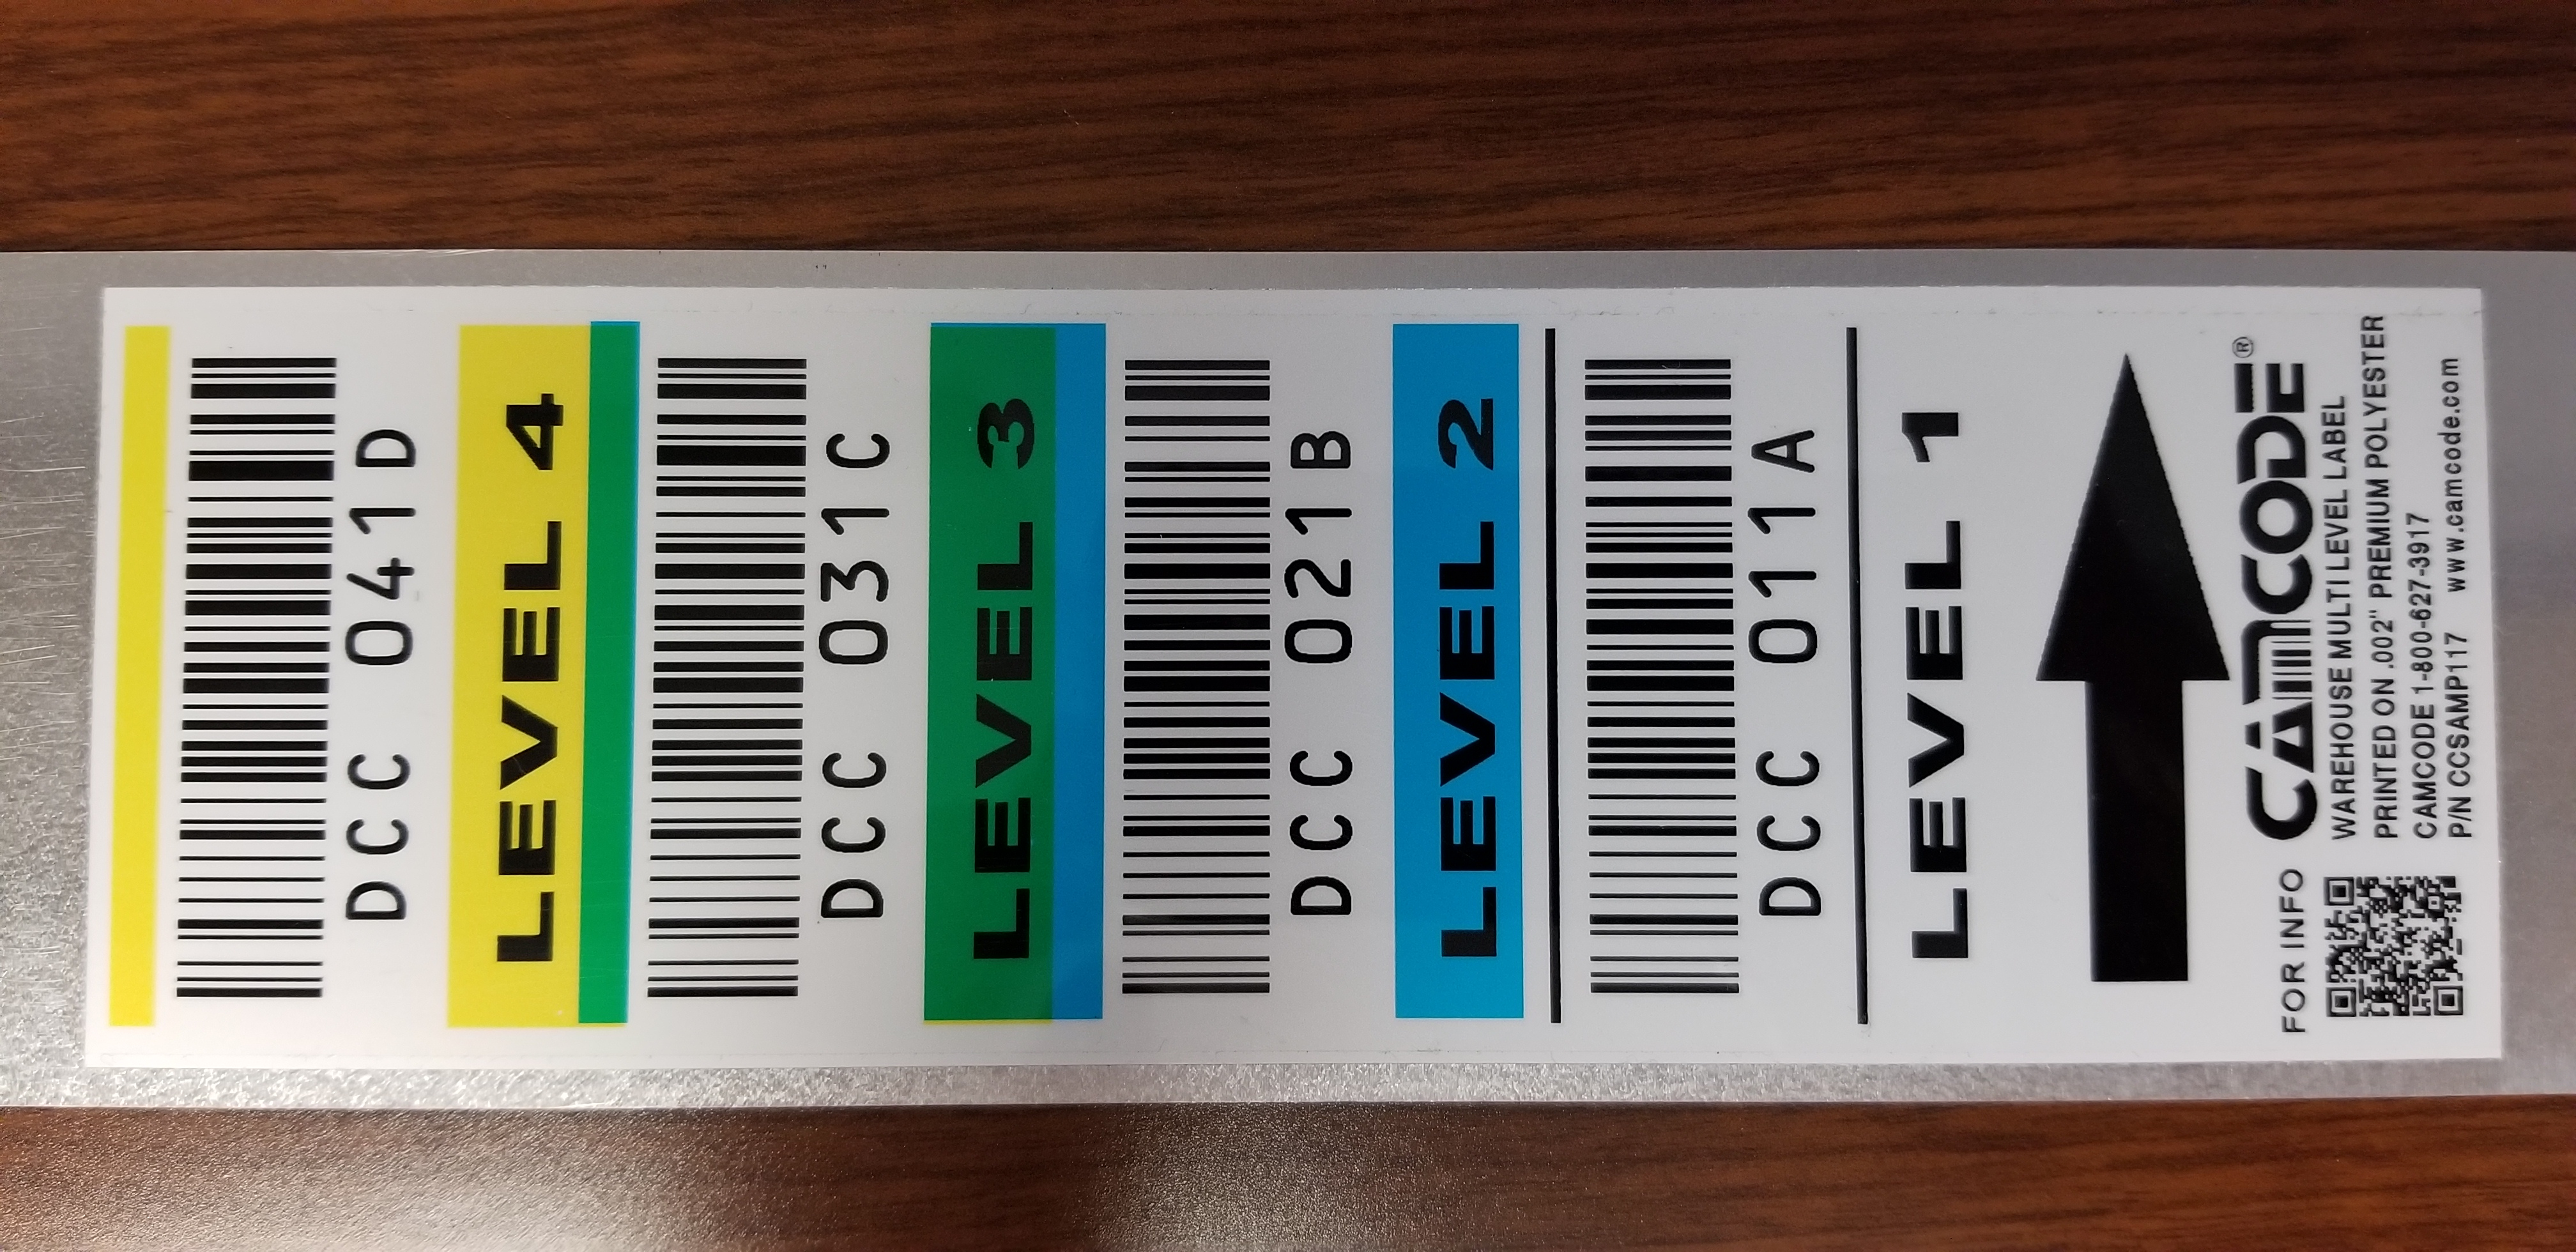 DCC 041D
LEVEL 4
DCC 031C
LEVEL 3
DCC 021B
LEVEL 2
DCC 011A
LEVEL 1
CAMCODE®
FOR INFO
WAREHOUSE MULTI LEVEL LABEL
PRINTED ON .002" PREMIUM POLYESTER
CAMCODE 1-800-627-3917
P/N CCSAMP117 www.camcode.com